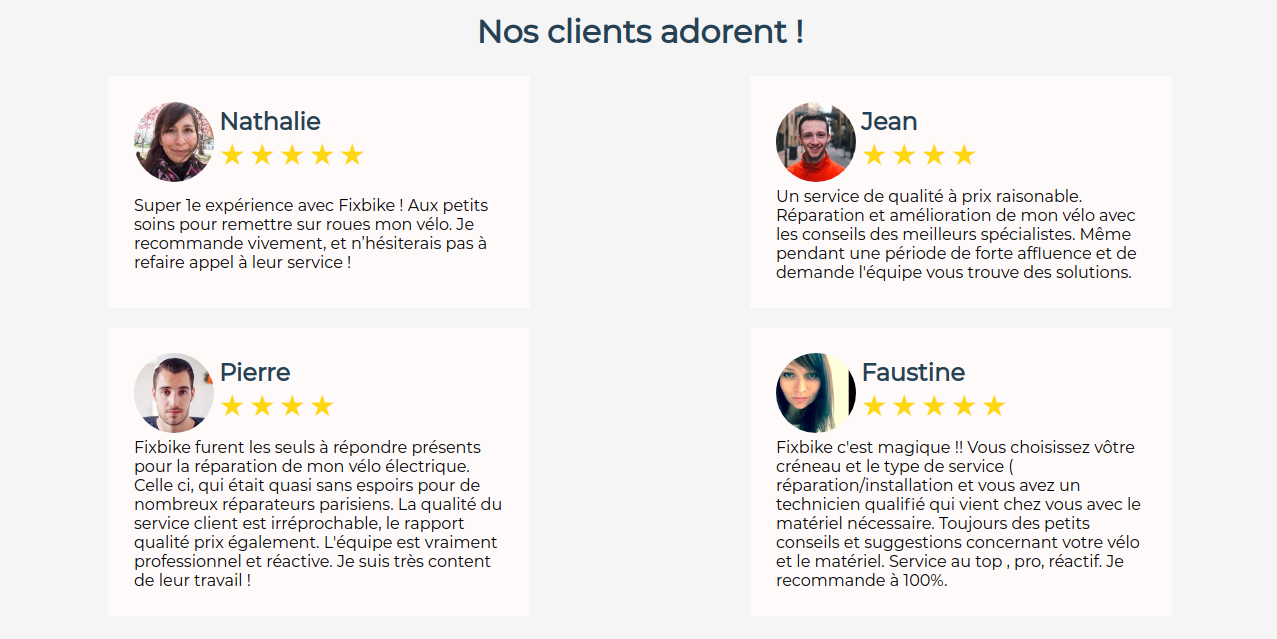 Nos clients adorent !
Nathalie
★ ★ ★ ★ ★
Super 1e expérience avec Fixbike ! Aux petits
soins pour remettre sur roues mon vélo. Je
recommande vivement, et n'hésiterais pas à
refaire appel à leur service !
Jean
★ ★ ★ ★
Un service de qualité à prix raisonable.
Réparation et amélioration de mon vélo avec
les conseils des meilleurs spécialistes. Même
pendant une période de forte affluence et de
demande l'équipe vous trouve des solutions.
Pierre
★ ★ ★ ★
Fixbike furent les seuls à répondre présents
pour la réparation de mon vélo électrique.
Celle ci, qui était quasi sans espoirs pour de
nombreux réparateurs parisiens. La qualité du
service client est irréprochable, le rapport
qualité prix également. L'équipe est vraiment
professionnel et réactive. Je suis très content
de leur travail !
Faustine
★ ★ ★ ★ ★
Fixbike c'est magique !! Vous choisissez vôtre
créneau et le type de service (
réparation/installation et vous avez un
technicien qualifié qui vient chez vous avec le
matériel nécessaire. Toujours des petits
conseils et suggestions concernant votre vélo
et le matériel. Service au top , pro, réactif. Je
recommande à 100%.